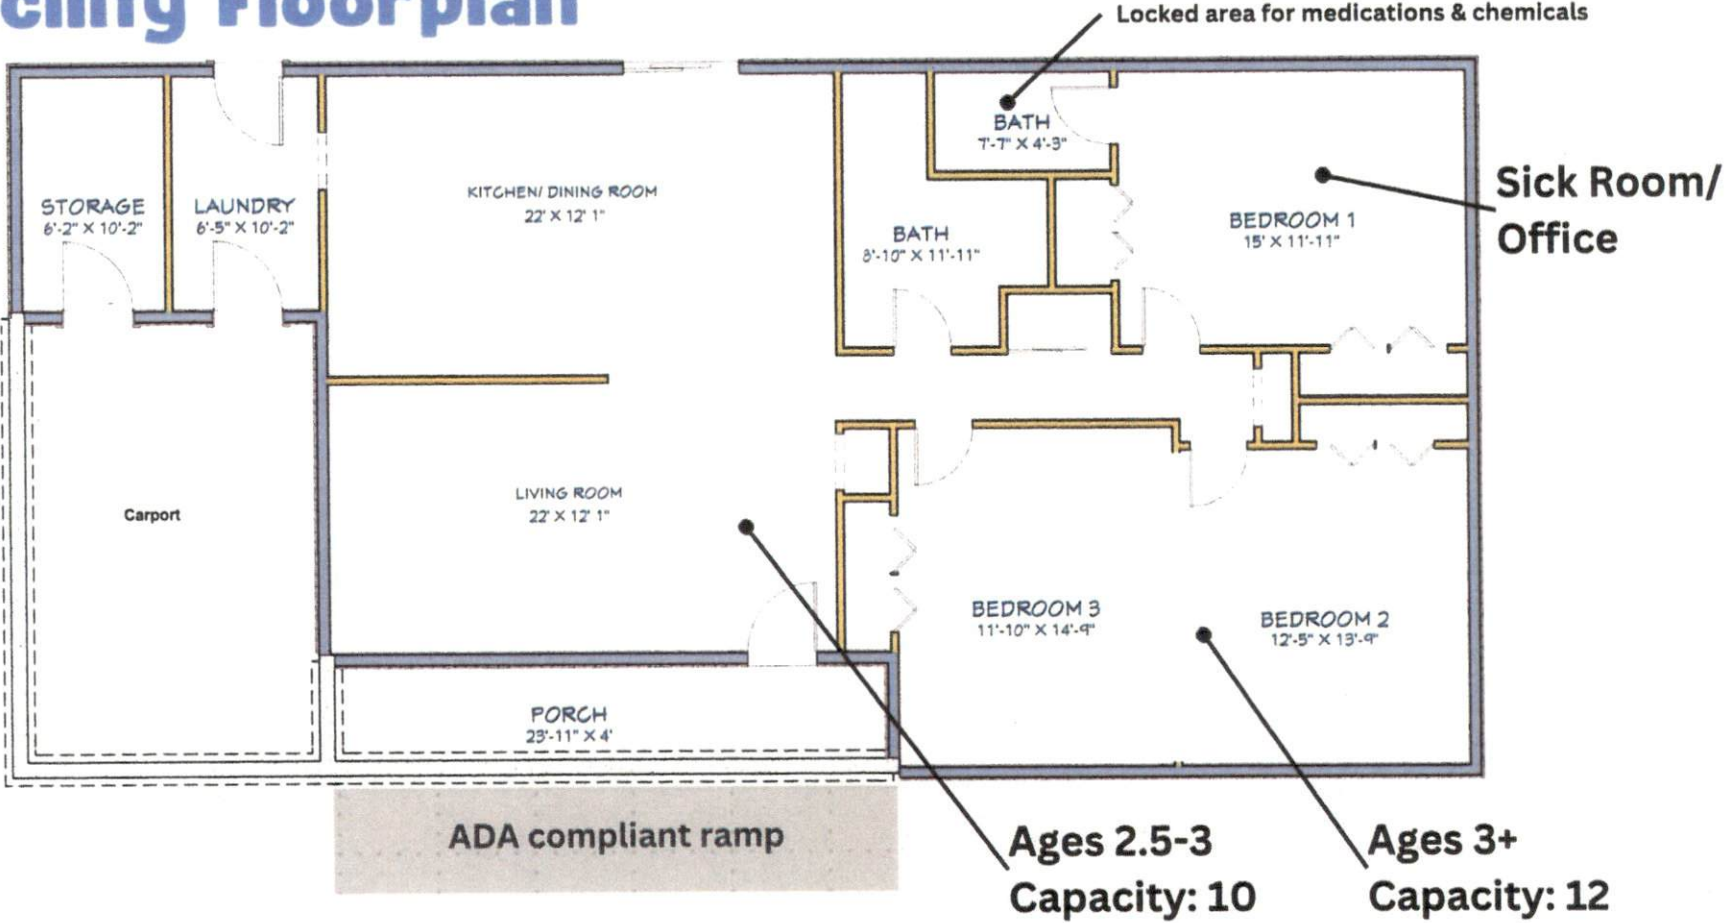 Floorplan
Locked area for medications & chemicals
BATH
7'-7" X 4'-3"
STORAGE
6'-2" X 10'-2"
LAUNDRY
6'-5" X 10'-2"
KITCHEN/ DINING ROOM
22' X 12' 1"
BATH
8'-10" X 11'-11"
BEDROOM 1
15' X 11'-11"
Sick Room/
Office
Carport
LIVING ROOM
22' X 12' 1"
BEDROOM 3
11'-10" X 14'-9"
BEDROOM 2
12'-5" X 13'-9"
PORCH
23'-11" X 4'
ADA compliant ramp
Ages 2.5-3
Capacity: 10
Ages 3+
Capacity: 12